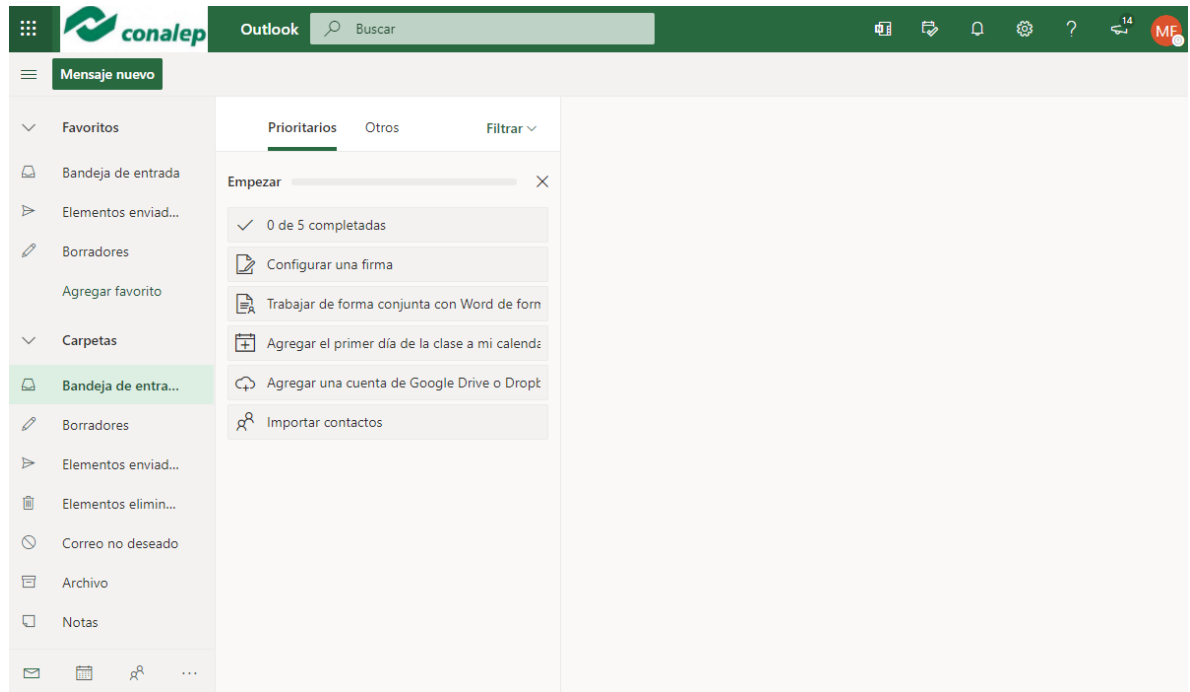 conalep
Outlook
Buscar
14
MF
Mensaje nuevo
Favoritos
Bandeja de entrada
Elementos enviad...
Borradores
Agregar favorito
Carpetas
Bandeja de entra...
Borradores
Elementos enviad...
Elementos elimin...
Correo no deseado
Archivo
Notas
Prioritarios
Otros
Filtrar
Empezar
0 de 5 completadas
Configurar una firma
Trabajar de forma conjunta con Word de forn
Agregar el primer día de la clase a mi calenda
Agregar una cuenta de Google Drive o Dropb
Importar contactos